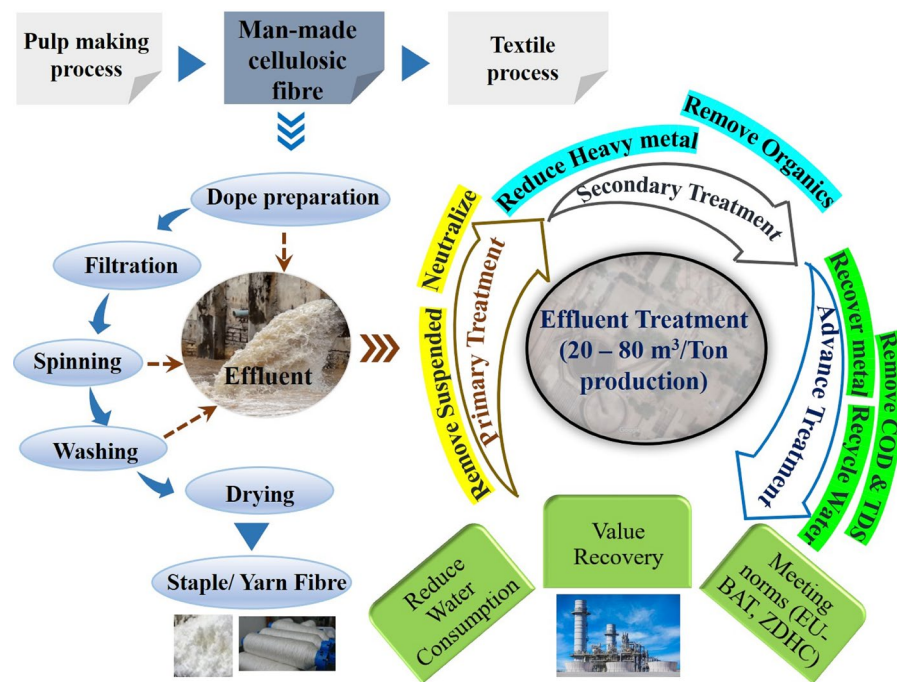 Pulp making
process
Man-made
cellulosic
fibre
Textile
process
Dope preparation
Filtration
Spinning
Washing
Drying
Staple/ Yarn Fibre
Effluent
Remove Suspended
Neutralize
Primary Treatment
Reduce Heavy metal
Remove Organics
Secondary Treatment
Effluent Treatment
(20 – 80 m³/Ton
production)
Advance Treatment
Recover metal
Recycle Water
Remove COD & TDS
Reduce
Water
Consumption
Value
Recovery
Meeting
norms (EU-
BAT, ZDHC)